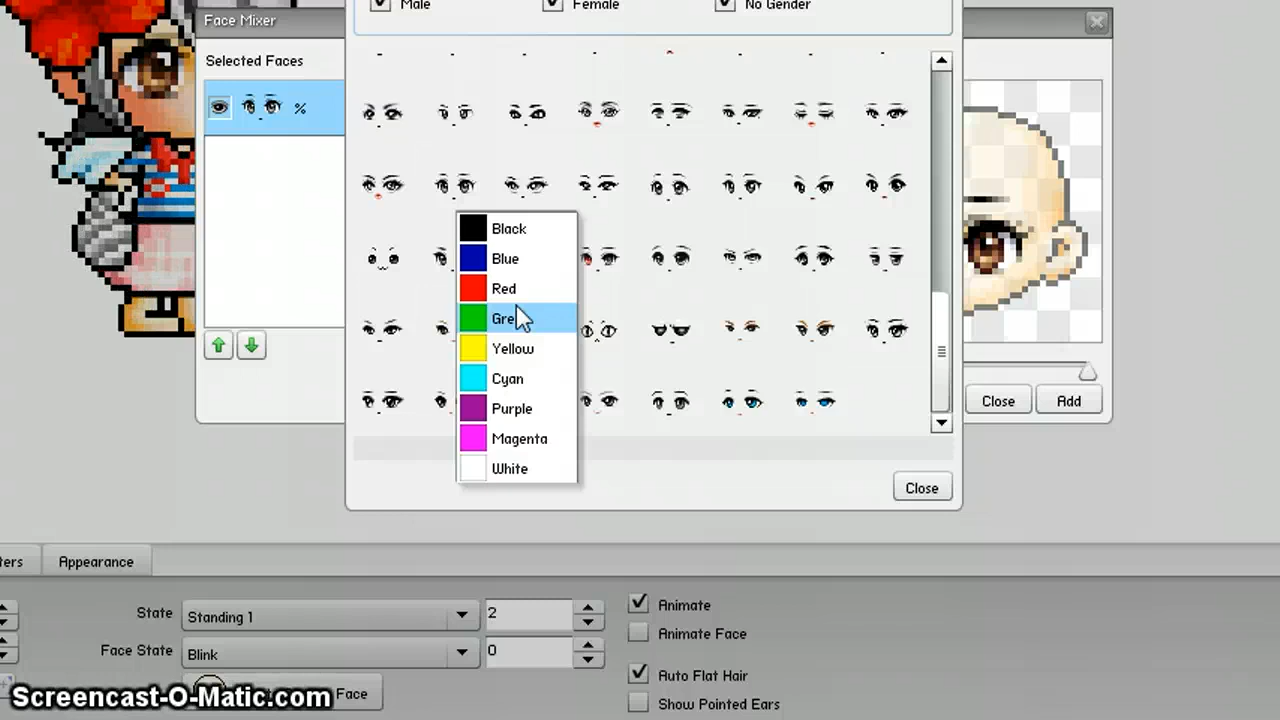 Male
Female
No Gender
Face Mixer
Selected Faces
%
Black
Blue
Red
Gre
Yellow
Cyan
Purple
Magenta
White
Close
Add
Close
ters
Appearance
State
Standing 1
2
Animate
Animate Face
Face State
Blink
0
Auto Flat Hair
Face
Show Pointed Ears
Screencast-O-Matic.com